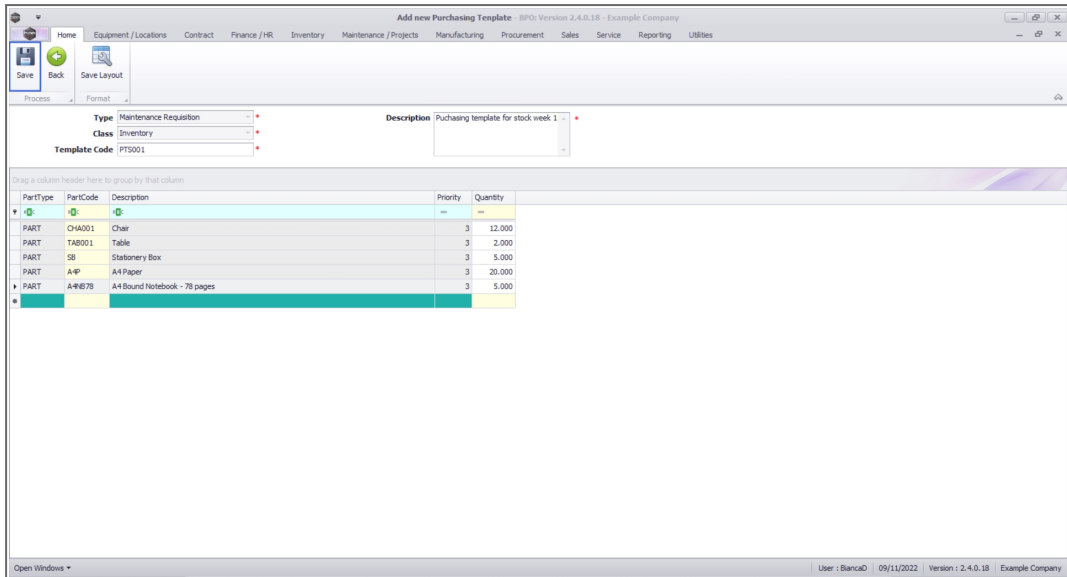 Add new Purchasing Tenplate - BPO: Version 2.4.0.18 - Example Company
Home Equipment / Locations Contract Finance / HR Inventory Maintenance / Projects Manufacturing Procurement Sales Service Reporting Utilities
Save Back Save Layout
Process Format
Type Maintenance Requisition * Description Puchasing template for stock week 1 *
Class Inventory *
Template Code PTS001 *
Drag a column header here to group by that column
PartType PartCode Description Priority Quantity
PART CHA001 Chair 3 12.000
PART TAB001 Table 3 2.000
PART SB Stationery Box 3 5.000
PART A4P A4 Paper 3 20.000
PART A4NB78 A4 Bound Notebook - 78 pages 3 5.000
Open Windows User : BiancaD 09/11/2022 Version : 2.4.0.18 Example Company